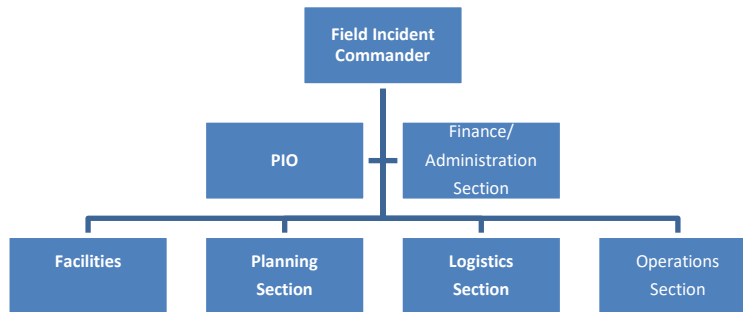 Field Incident
Commander
PIO
Finance/
Administration
Section
Facilities
Planning
Section
Logistics
Section
Operations
Section